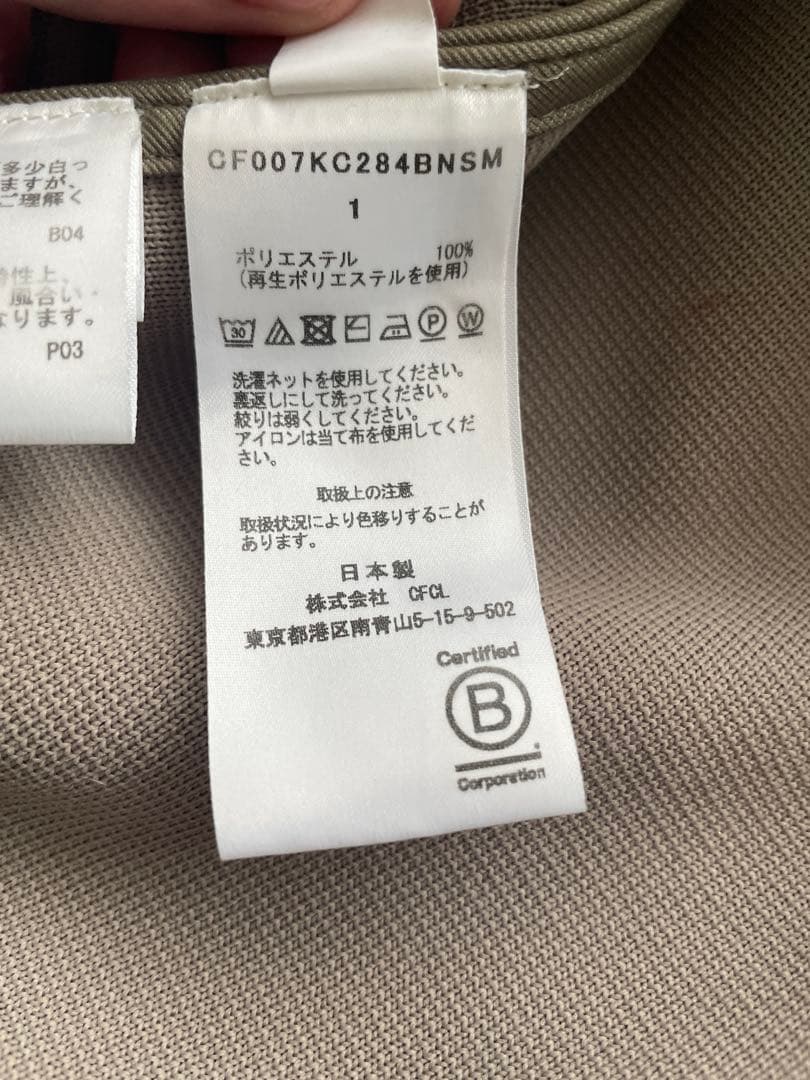 多少白っ
ますが、
ご理解く
B04
性上、
風合い・
なります。
P03
CF007KC284BNSM
1
ポリエステル 100%
(再生ポリエステルを使用)
30 P W
洗濯ネットを使用してください。
裏返しにして洗ってください。
絞りは弱くしてください。
アイロンは当て布を使用してくだ
さい。
取扱上の注意
取扱状況により色移りすることが
あります。
日本製
株式会社 CFCL
東京都港区南青山5-15-9-502
Certified
B
Corporation